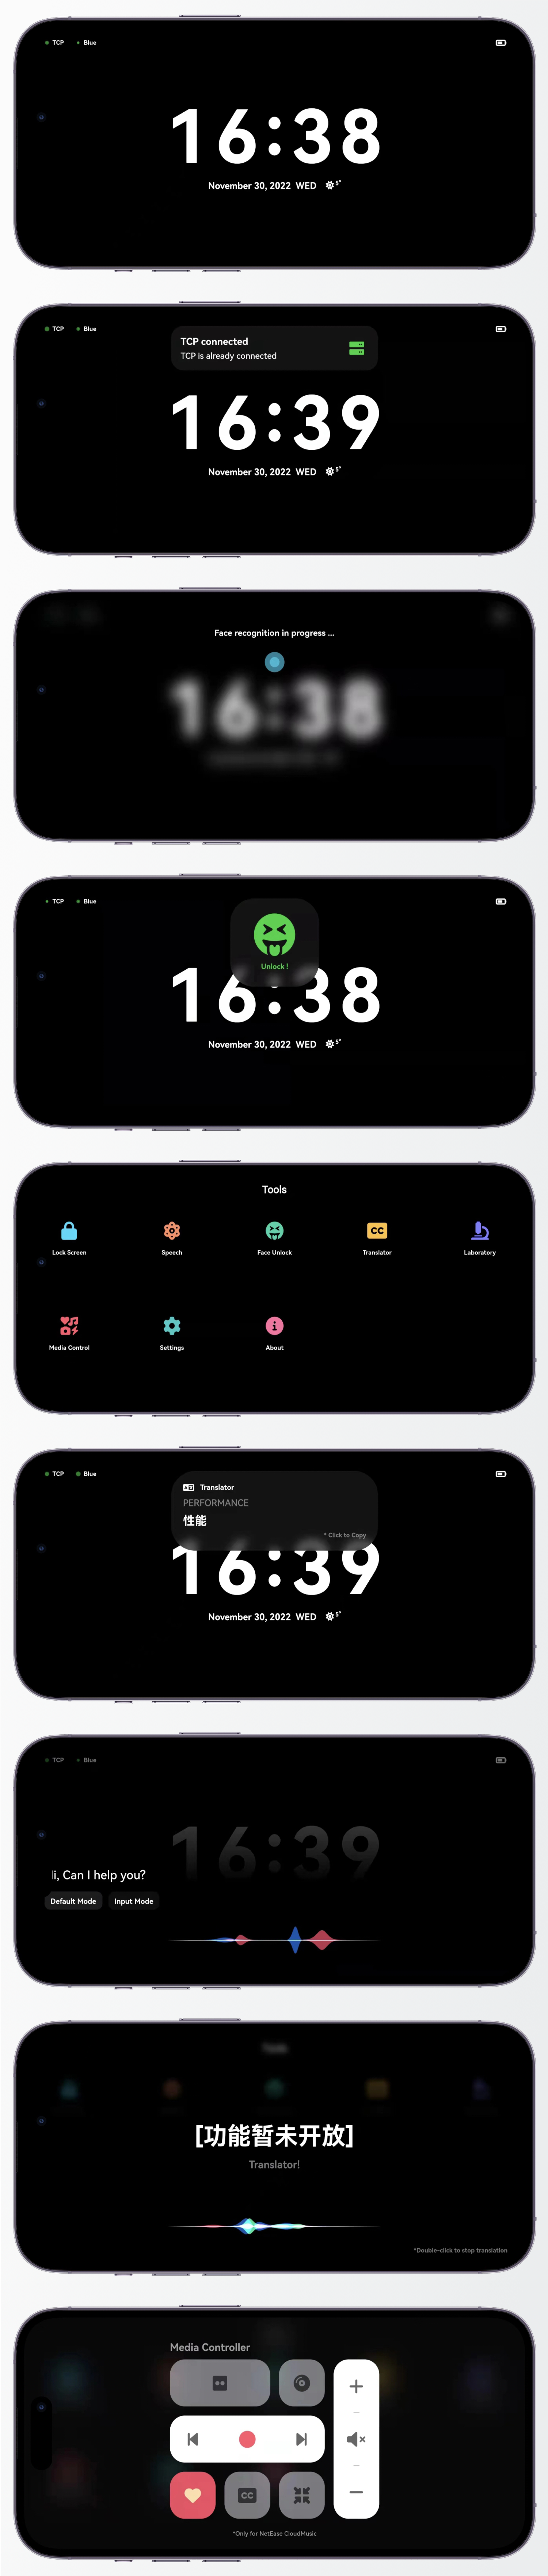 TCP Blue
16:38
November 30, 2022 WED 5°
TCP Blue
TCP connected
TCP is already connected
16:39
November 30, 2022 WED 5°
Face recognition in progress ...
16:38
TCP Blue
Unlock !
16:38
November 30, 2022 WED 5°
Tools
Lock Screen Speech Face Unlock Translator Laboratory
CC
Media Control Settings About
TCP Blue
Translator
PERFORMANCE
性能
* Click to Copy
16:39
November 30, 2022 WED 5°
TCP Blue
16:39
i, Can I help you?
Default Mode Input Mode
Tools
[功能暂未开放]
Translator!
*Double-click to stop translation
Media Controller
CC
*Only for NetEase CloudMusic